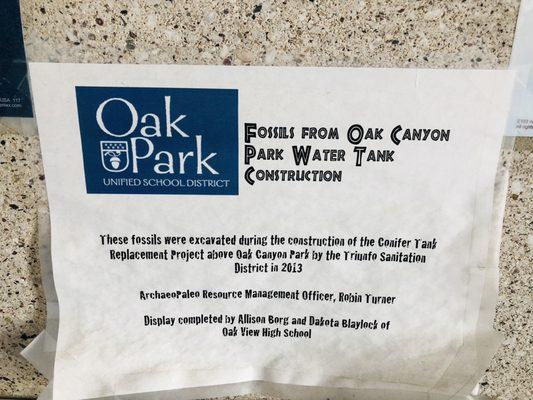 Oak
Park
UNIFIED SCHOOL DISTRICT
Fossils from Oak Canyon
Park Water Tank
Construction
These fossils were excavated during the construction of the Conifer Tank
Replacement Project above Oak Canyon Park by the Triunfo Sanitation
District in 2013
ArchaeoPaleo Resource Management Officer, Robin Turner
Display completed by Allison Borg and Dakota Blaylock of
Oak View High School